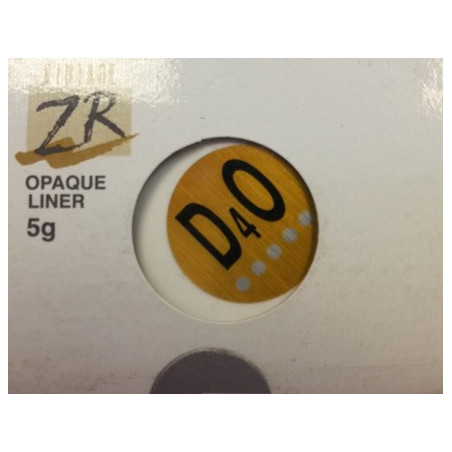 VINTAGE
ZR
OPAQUE
LINER
5g
D4O